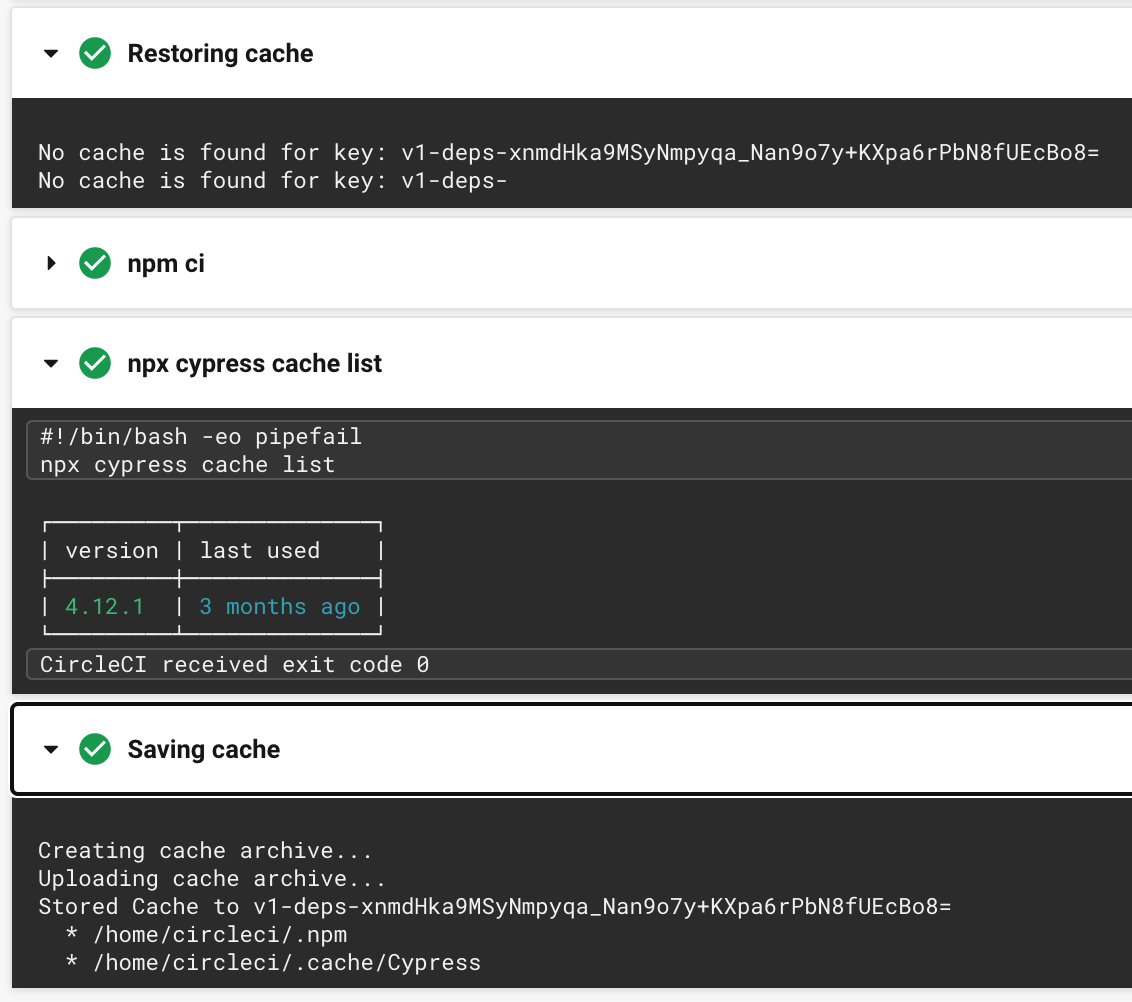 Restoring cache
No cache is found for key: v1-deps-xnmdHka9MSyNmpyqa_Nan9o7y+KXpa6rPbN8fUEcBo8=
No cache is found for key: v1-deps-
npm ci
npx cypress cache list
#!/bin/bash -eo pipefail
npx cypress cache list
| version | last used |
| 4.12.1 | 3 months ago |
CircleCI received exit code 0
Saving cache
Creating cache archive...
Uploading cache archive...
Stored Cache to v1-deps-xnmdHka9MSyNmpyqa_Nan9o7y+KXpa6rPbN8fUEcBo8=
* /home/circleci/.npm
* /home/circleci/.cache/Cypress